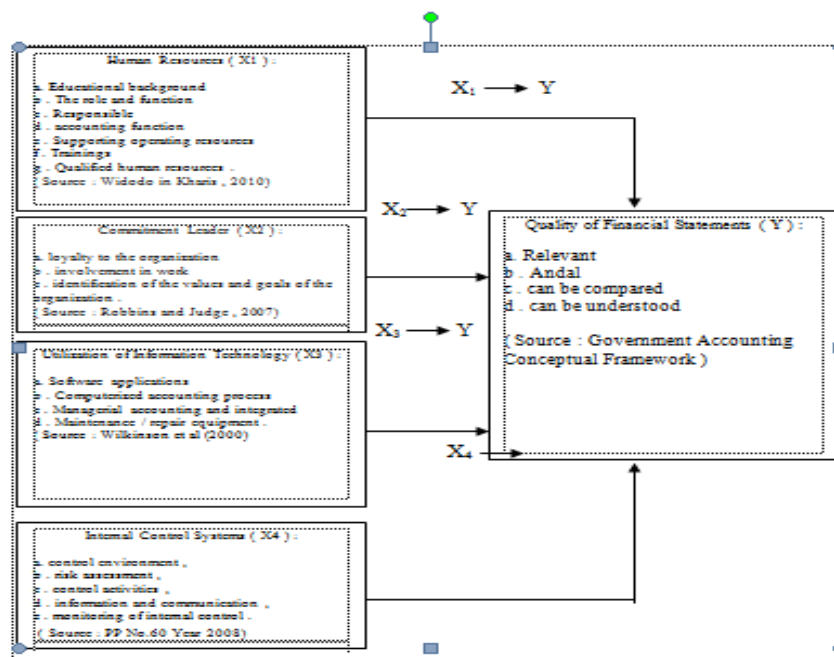 Human Resources ( X1 ) :
a. Educational background
b . The role and function
c . Responsible
d . accounting function
e . Supporting operating resources
f . Trainings
g . Qualified human resources .
( Source : Widodo in Kharis , 2010)
X1 → Y
X2 → Y
Commitment Leader ( X2 ) :
a. loyalty to the organization
b . involvement in work
c . identification of the values and goals of the
organization .
( Source : Robbins and Judge , 2007)
X3 → Y
Utilization of Information Technology ( X3 ) :
a. Software applications
b . Computerized accounting process
c . Managerial accounting and integrated
d . Maintenance / repair equipment .
( Source : Wilkinson et al (2000)
X4 →
Internal Control Systems ( X4 ) :
a. control environment ,
b . risk assessment ,
c . control activities ,
d . information and communication ,
e . monitoring of internal control .
( Source : PP No.60 Year 2008)
Quality of Financial Statements ( Y ) :
a. Relevant
b . Andal
c . can be compared
d . can be understood
( Source : Government Accounting
Conceptual Framework )